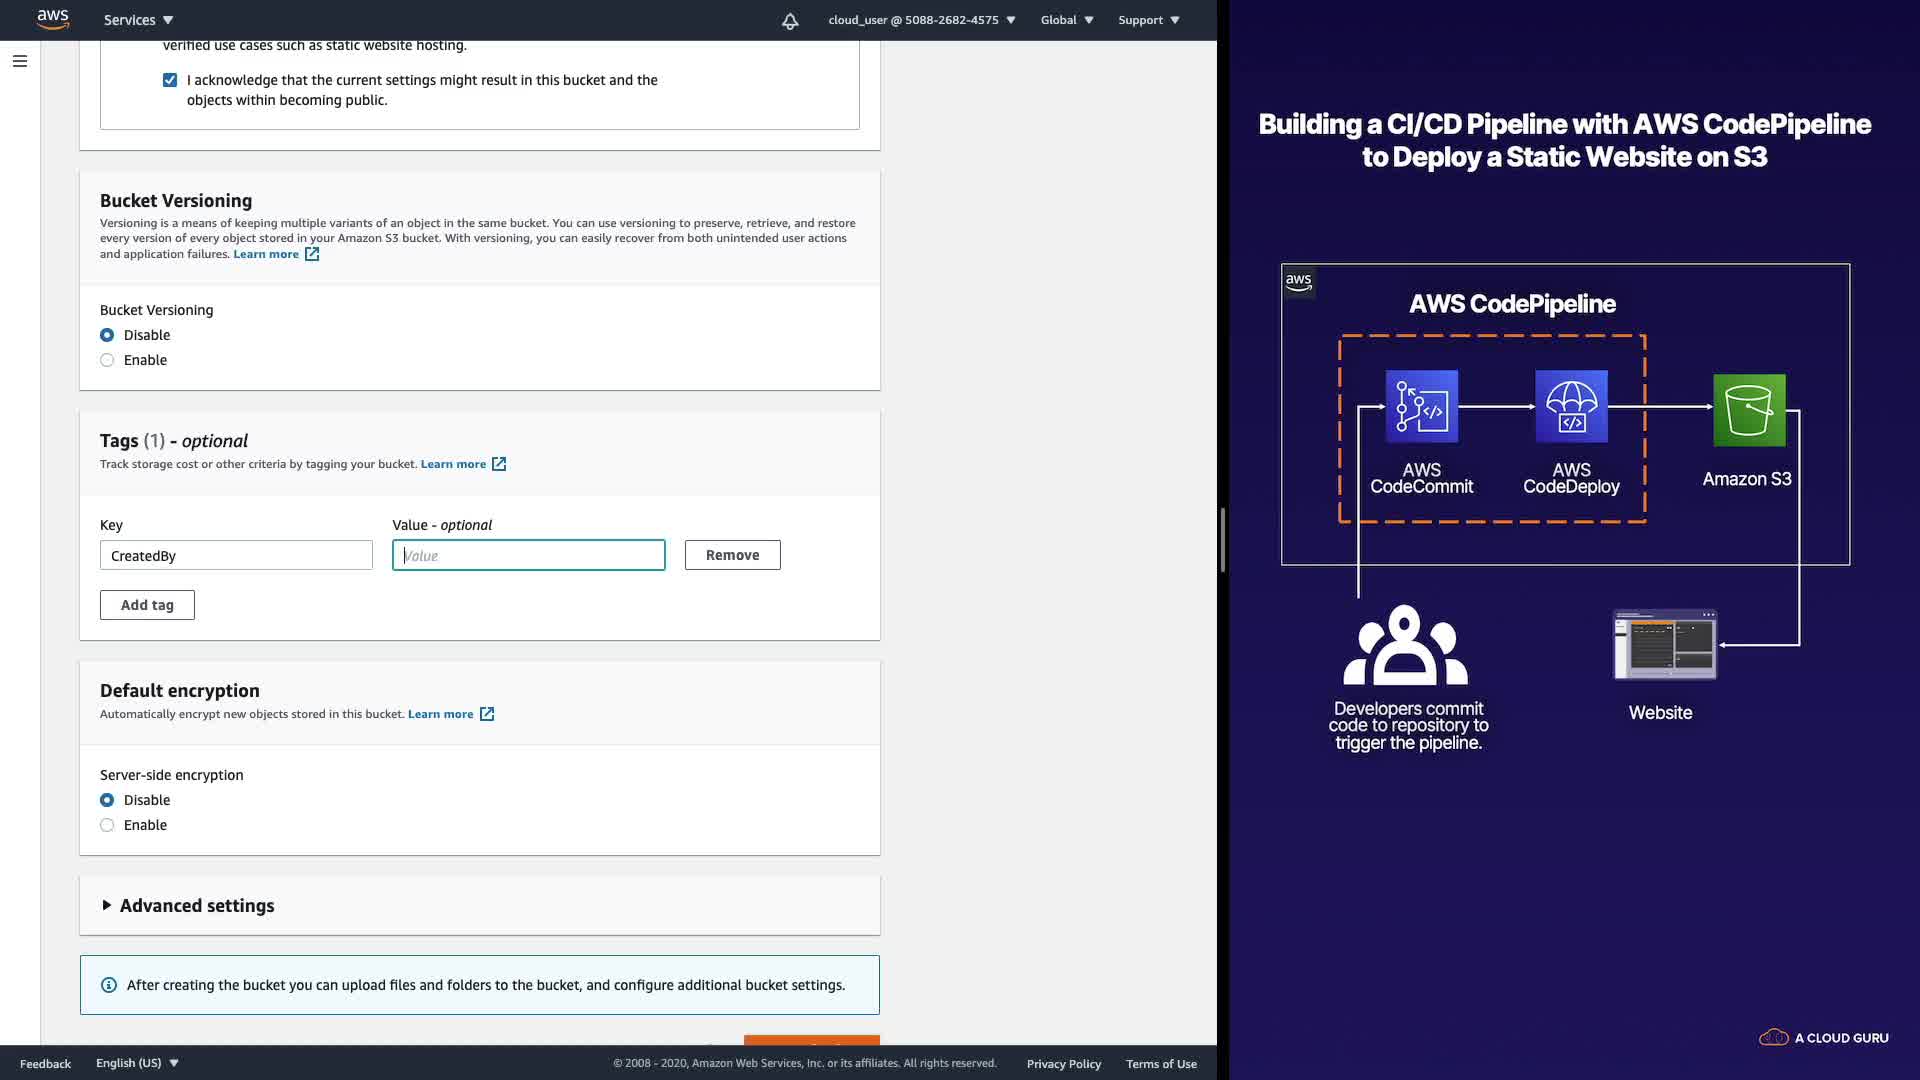 aws
Services
cloud_user @ 5088-2682-4575
Global
Support
verified use cases such as static website hosting.
I acknowledge that the current settings might result in this bucket and the
objects within becoming public.
Bucket Versioning
Versioning is a means of keeping multiple variants of an object in the same bucket. You can use versioning to preserve, retrieve, and restore
every version of every object stored in your Amazon S3 bucket. With versioning, you can easily recover from both unintended user actions
and application failures. Learn more
Bucket Versioning
Disable
Enable
Tags (1) - optional
Track storage cost or other criteria by tagging your bucket. Learn more
Key
Value - optional
CreatedBy
Value
Remove
Add tag
Default encryption
Automatically encrypt new objects stored in this bucket. Learn more
Server-side encryption
Disable
Enable
Advanced settings
After creating the bucket you can upload files and folders to the bucket, and configure additional bucket settings.
Feedback
English (US)
© 2008 - 2020, Amazon Web Services, Inc. or its affiliates. All rights reserved.
Privacy Policy
Terms of Use
Building a CI/CD Pipeline with AWS CodePipeline
to Deploy a Static Website on S3
aws
AWS CodePipeline
AWS
CodeCommit
AWS
CodeDeploy
Amazon S3
Developers commit
code to repository to
trigger the pipeline.
Website
A CLOUD GURU